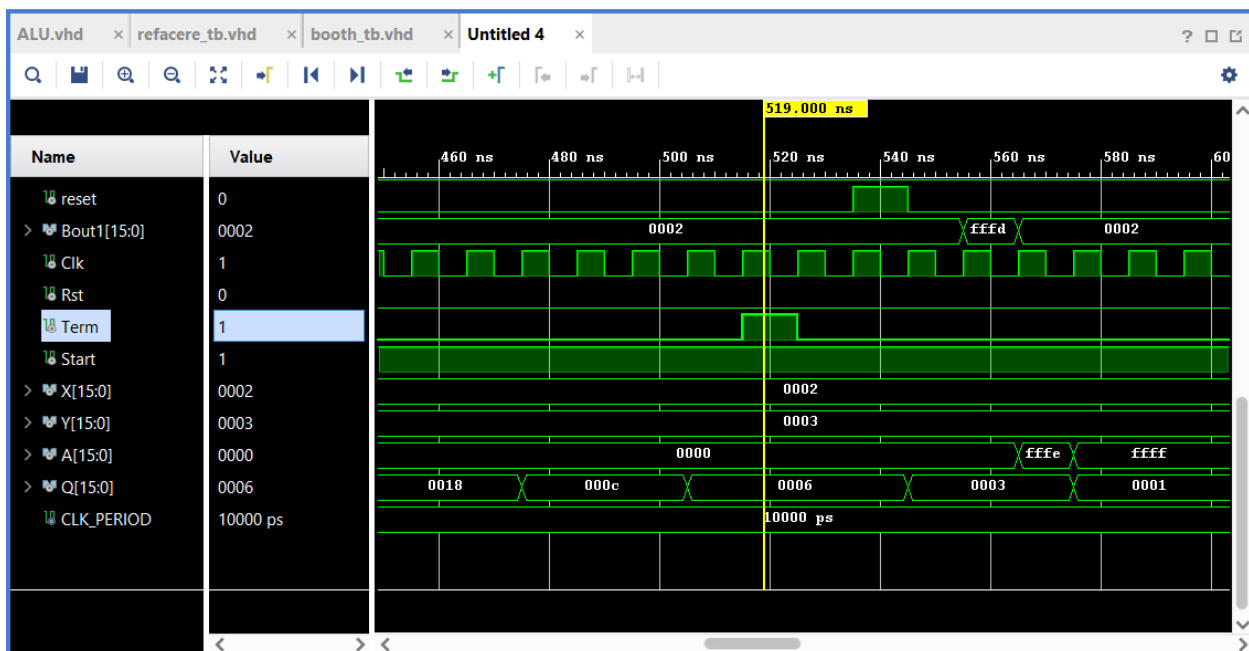 ALU.vhd × refacere_tb.vhd × booth_tb.vhd × Untitled 4 × ?
519.000 ns
Name Value 460 ns 480 ns 500 ns 520 ns 540 ns 560 ns 580 ns 60
reset 0
Bout1[15:0] 0002 0002 fffd 0002
Clk 1
Rst 0
Term 1
Start 1
X[15:0] 0002 0002
Y[15:0] 0003 0003
A[15:0] 0000 0000 fffe ffff
Q[15:0] 0006 0018 000c 0006 0003 0001
CLK_PERIOD 10000 ps 10000 ps